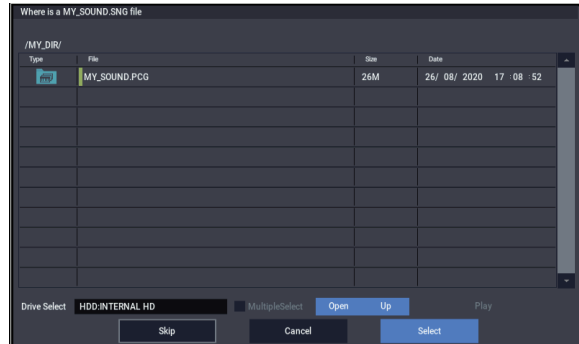 Where is a MY_SOUND.SNG file
/MY_DIR/
Type File Size Date
MY_SOUND.PCG 26M 26/ 08/ 2020 17 :08 :52
Drive Select HDD:INTERNAL HD MultipleSelect Open Up Play
Skip Cancel Select